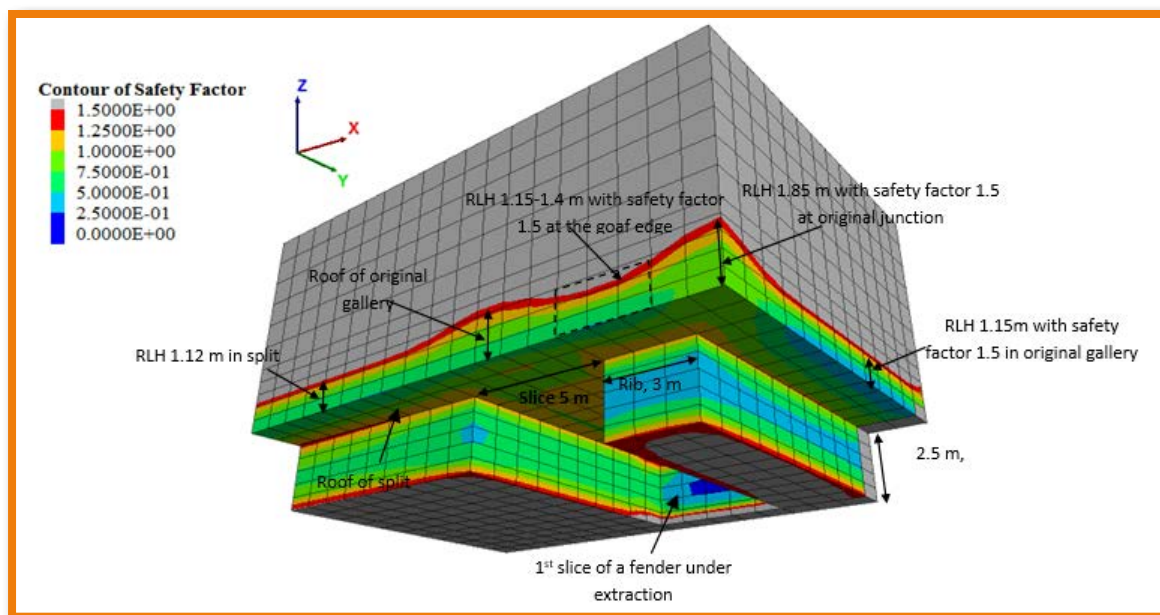 Contour of Safety Factor
1.5000E+00
1.2500E+00
1.0000E+00
7.5000E-01
5.0000E-01
2.5000E-01
0.0000E+00
Z
X
Y
RLH 1.15-1.4 m with safety factor
1.5 at the goaf edge
RLH 1.85 m with safety factor 1.5
at original junction
Roof of original
gallery
RLH 1.12 m in split
RLH 1.15m with safety
factor 1.5 in original gallery
Rib, 3 m
Slice 5 m
2.5 m,
Roof of split
1st slice of a fender under
extraction